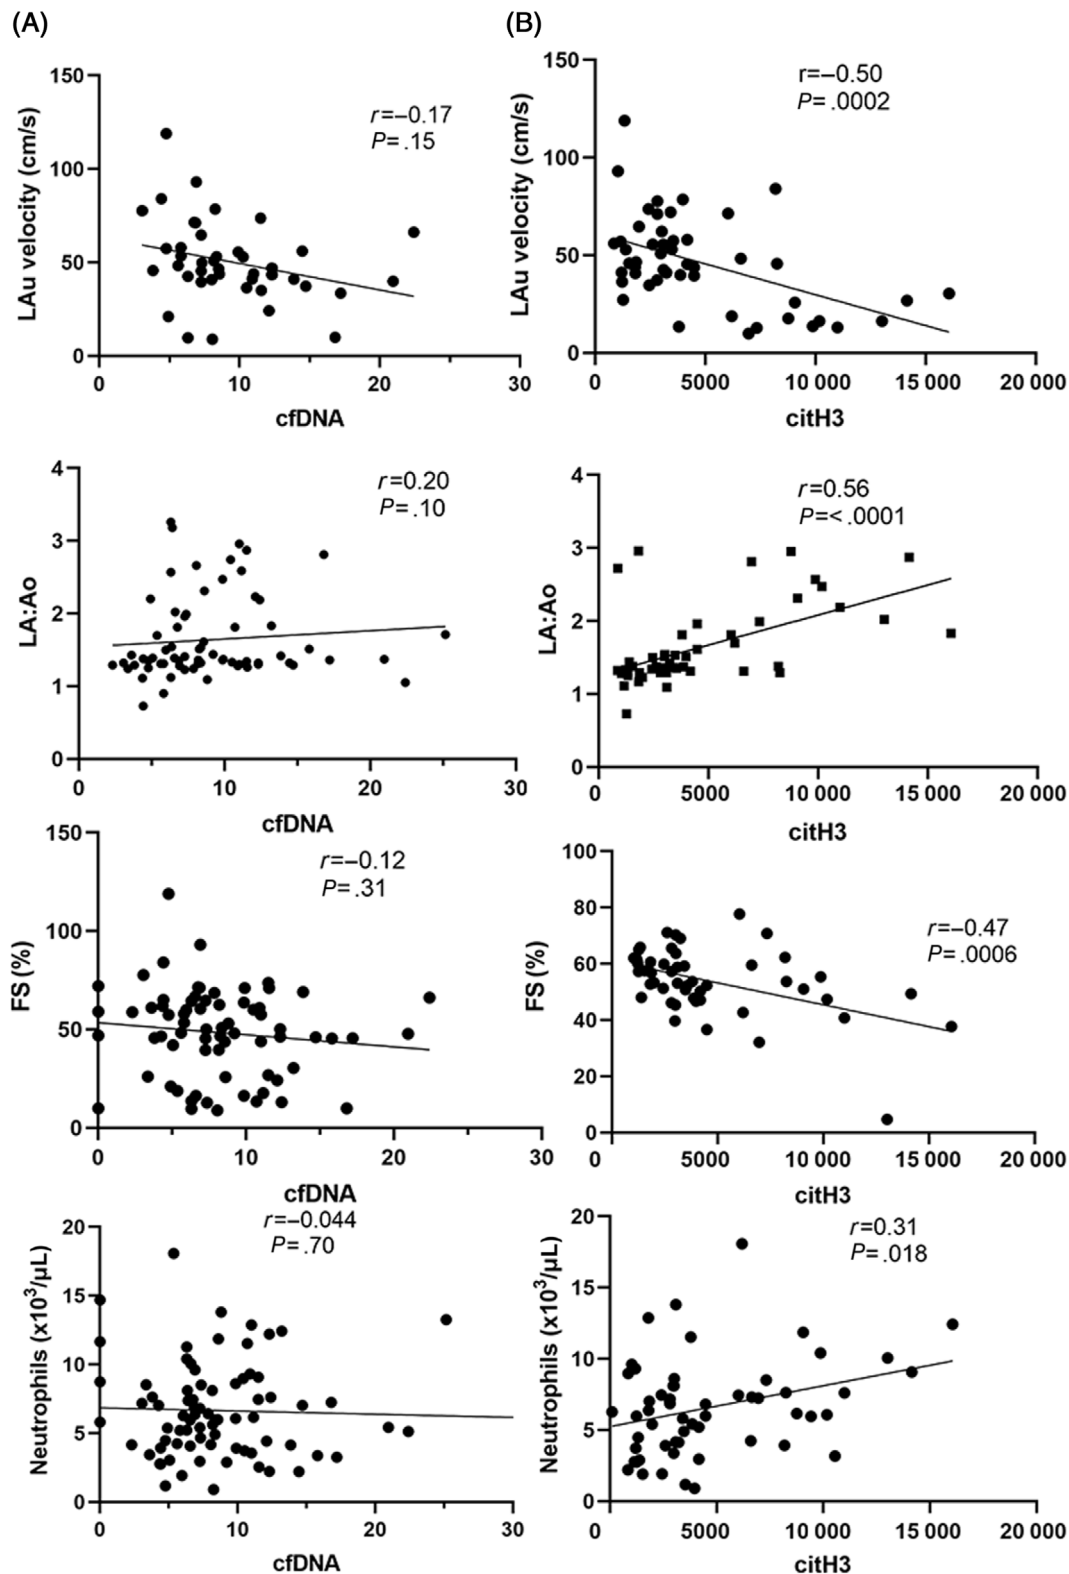 (A)
(B)
150
100
50
0
LAu velocity (cm/s)
r=–0.17
P= .15
0
10
20
30
cfDNA
150
100
50
0
LAu velocity (cm/s)
r=–0.50
P= .0002
0
5000
10 000
15 000
20 000
citH3
4
3
2
1
0
LA:Ao
r=0.20
P= .10
0
10
20
30
cfDNA
4
3
2
1
0
LA:Ao
r=0.56
P=< .0001
0
5000
10 000
15 000
20 000
citH3
150
100
50
0
FS (%)
r=–0.12
P= .31
0
10
20
30
cfDNA
100
80
60
40
20
0
FS (%)
r=–0.47
P= .0006
0
5000
10 000
15 000
20 000
citH3
20
15
10
5
0
Neutrophils (x10³/µL)
r=–0.044
P= .70
0
10
20
30
cfDNA
20
15
10
5
0
Neutrophils (x10³/µL)
r=0.31
P= .018
0
5000
10 000
15 000
20 000
citH3